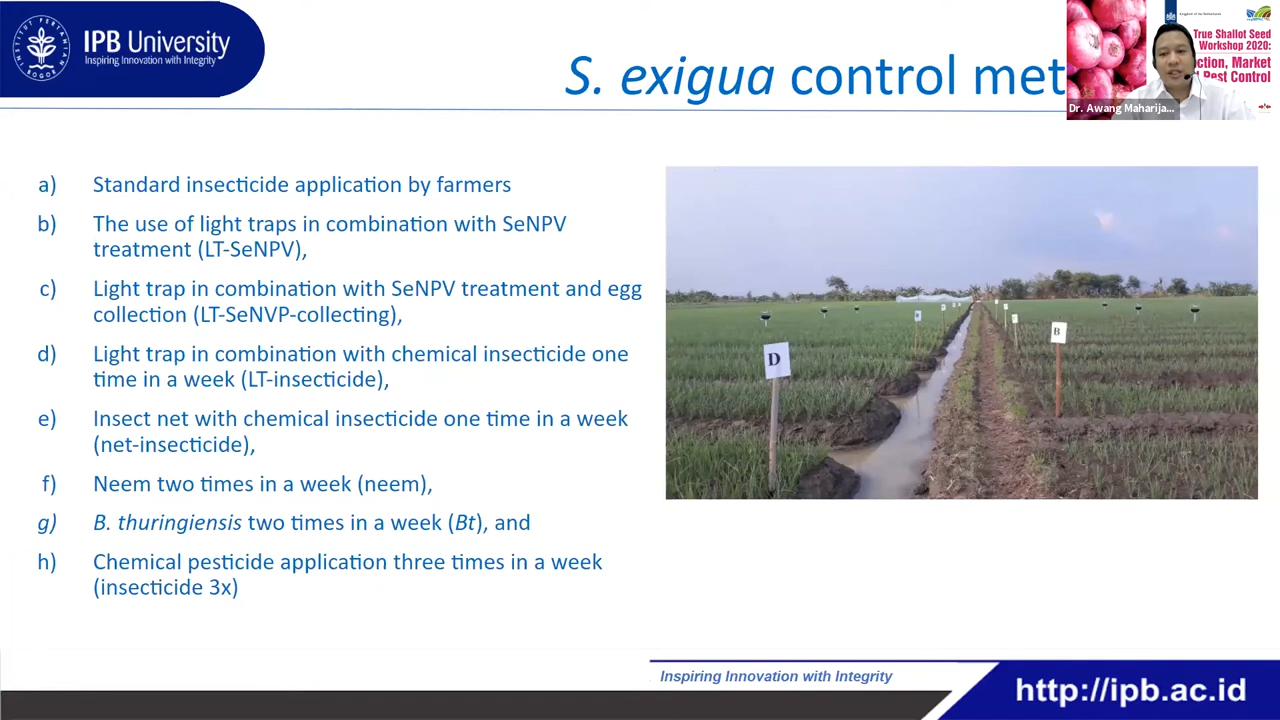 IPB University
Inspiring Innovation with Integrity
S. exigua control met
Kingdom of the Netherlands
True Shallot Seed
Workshop 2020:
ction, Market
Pest Control
Dr. Awang Maharija...
a) Standard insecticide application by farmers
b) The use of light traps in combination with SeNPV
treatment (LT-SeNPV),
c) Light trap in combination with SeNPV treatment and egg
collection (LT-SeNVP-collecting),
d) Light trap in combination with chemical insecticide one
time in a week (LT-insecticide),
e) Insect net with chemical insecticide one time in a week
(net-insecticide),
f) Neem two times in a week (neem),
g) B. thuringiensis two times in a week (Bt), and
h) Chemical pesticide application three times in a week
(insecticide 3x)
D
B
Inspiring Innovation with Integrity
http://ipb.ac.id